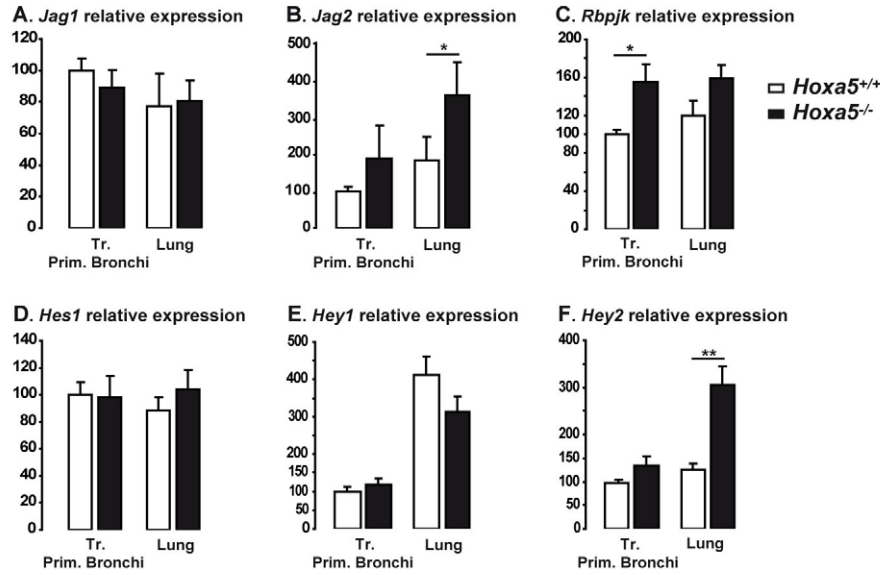 A. Jag1 relative expression
120
100
80
60
40
20
0
Tr.
Prim. Bronchi
Lung
B. Jag2 relative expression
500
400
300
200
100
0
*
Tr.
Prim. Bronchi
Lung
C. Rbpjk relative expression
200
160
120
100
80
40
0
*
Tr.
Prim. Bronchi
Lung
Hoxa5+/+
Hoxa5-/-
D. Hes1 relative expression
100
120
100
80
60
40
20
0
Tr.
Prim. Bronchi
Lung
E. Hey1 relative expression
500
400
300
200
150
100
50
0
Tr.
Prim. Bronchi
Lung
F. Hey2 relative expression
400
300
200
150
100
50
0
**
Tr.
Prim. Bronchi
Lung